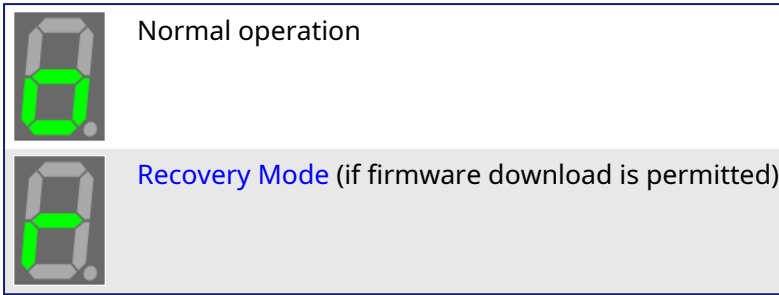 o
Normal operation
r
Recovery Mode (if firmware download is permitted)